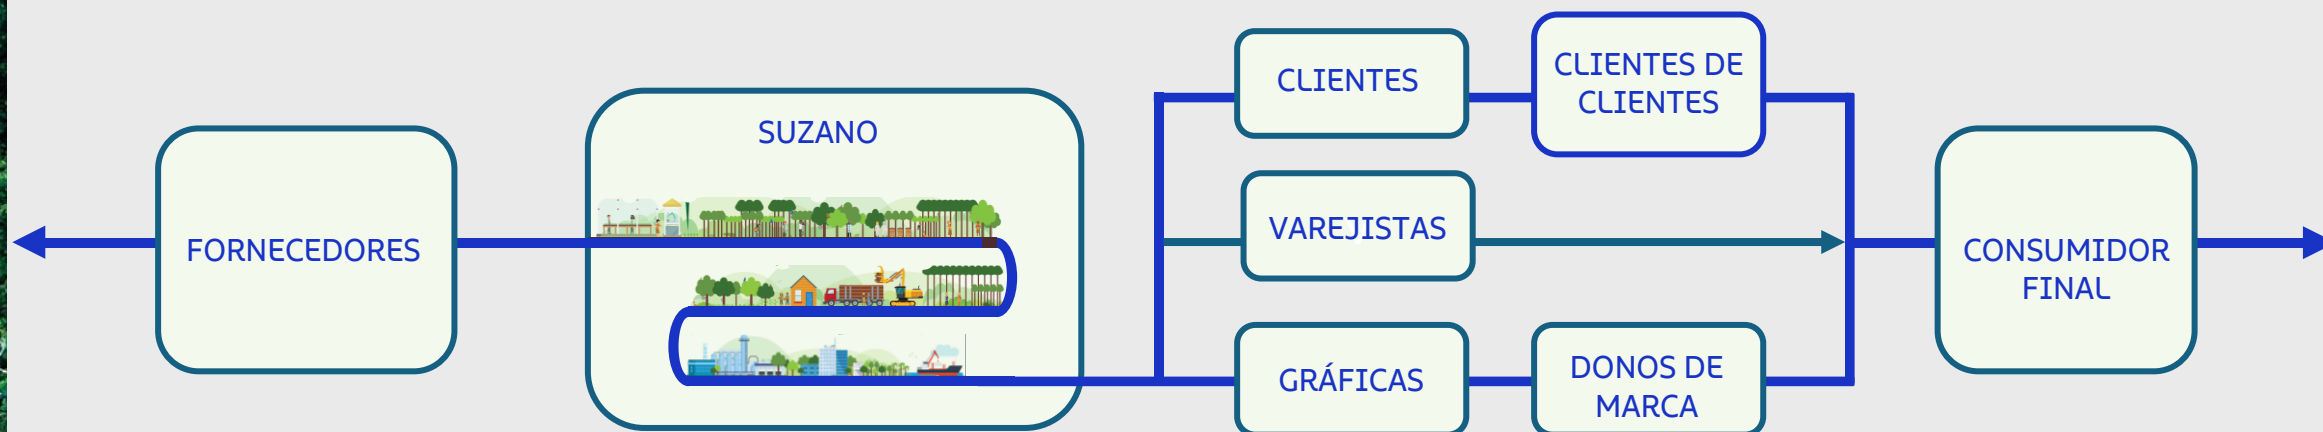 FORNECEDORES
SUZANO
CLIENTES
CLIENTES DE
CLIENTES
VAREJISTAS
GRÁFICAS
DONOS DE
MARCA
CONSUMIDOR
FINAL